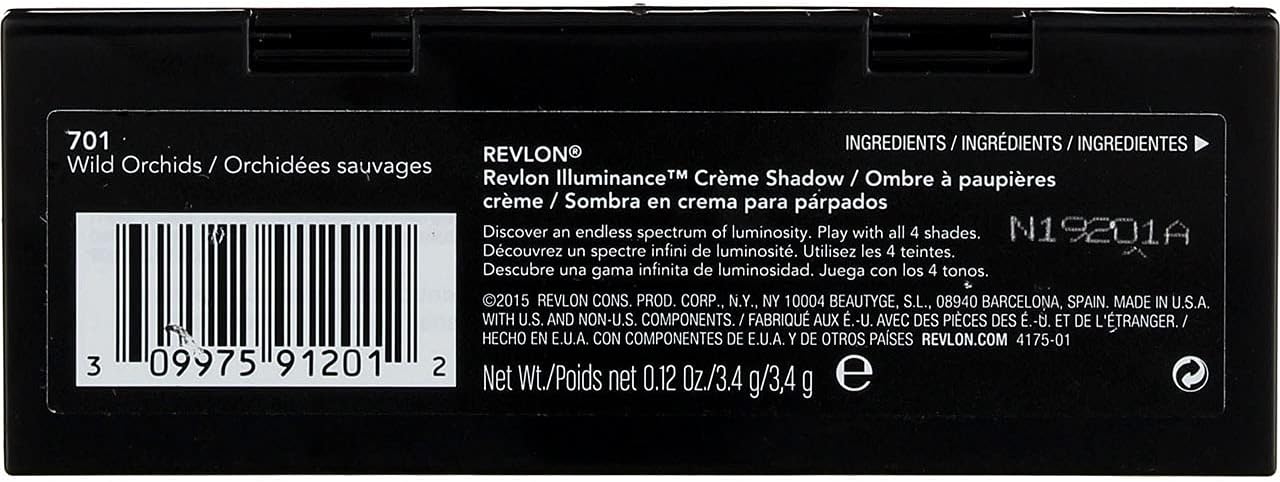 701
Wild Orchids / Orchidées sauvages
3 09975 91201 2
INGREDIENTS / INGRÉDIENTS / INGREDIENTES ▶
REVLON®
Revlon Illuminance™ Crème Shadow / Ombre à paupières
crème / Sombra en crema para párpados
Discover an endless spectrum of luminosity. Play with all 4 shades.
Découvrez un spectre infini de luminosité. Utilisez les 4 teintes.
Descubre una gama infinita de luminosidad. Juega con los 4 tonos.
N19201A
©2015 REVLON CONS. PROD. CORP., N.Y., NY 10004 BEAUTYGE, S.L., 08940 BARCELONA, SPAIN. MADE IN U.S.A.
WITH U.S. AND NON-U.S. COMPONENTS. / FABRIQUÉ AUX É.-U. AVEC DES PIÈCES DES É.-U. ET DE L'ÉTRANGER. /
HECHO EN E.U.A. CON COMPONENTES DE E.U.A. Y DE OTROS PAÍSES REVLON.COM 4175-01
Net Wt./Poids net 0.12 Oz./3.4 g/3,4 g ℮